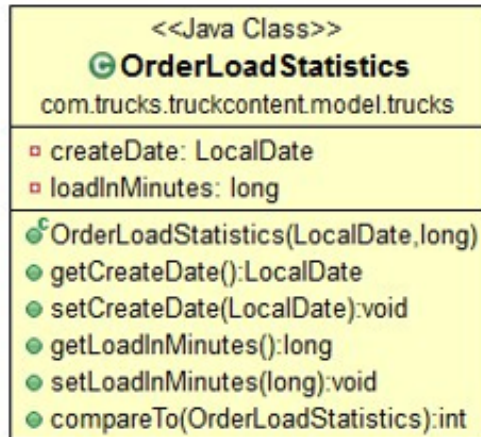 <<Java Class>>
OrderLoadStatistics
com.trucks.truckcontent.model.trucks
createDate: LocalDate
loadInMinutes: long
OrderLoadStatistics(LocalDate,long)
getCreateDate():LocalDate
setCreateDate(LocalDate):void
getLoadInMinutes():long
setLoadInMinutes(long):void
compareTo(OrderLoadStatistics):int